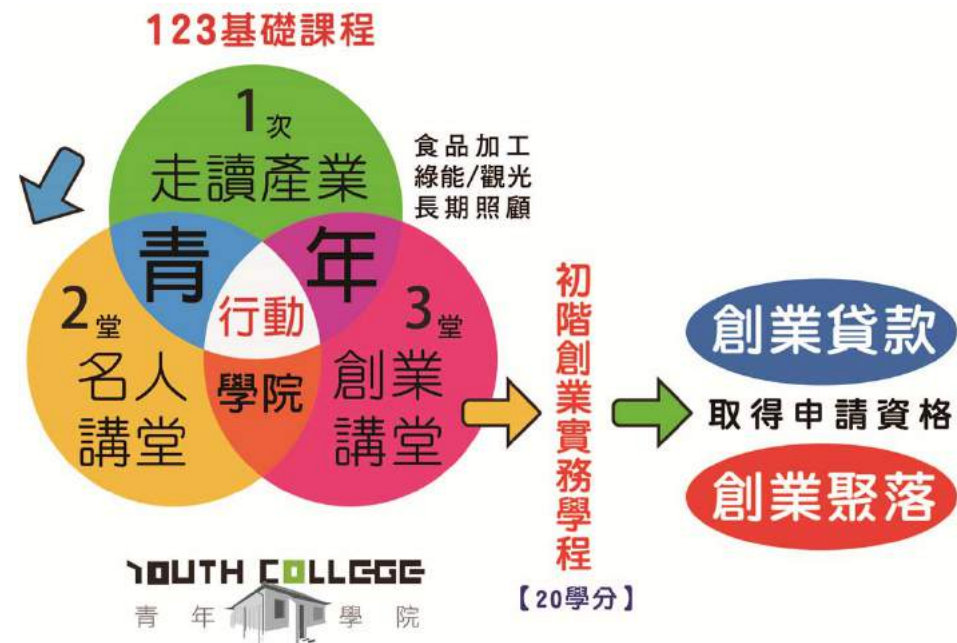 123基礎課程
1次
走讀產業
食品加工
綠能/觀光
長期照顧
青年
行動
學院
2堂
名人
講堂
3堂
創業
講堂
初階創業實務學程
【20學分】
創業貸款
取得申請資格
創業聚落
YOUTH COLLEGE
青年學院